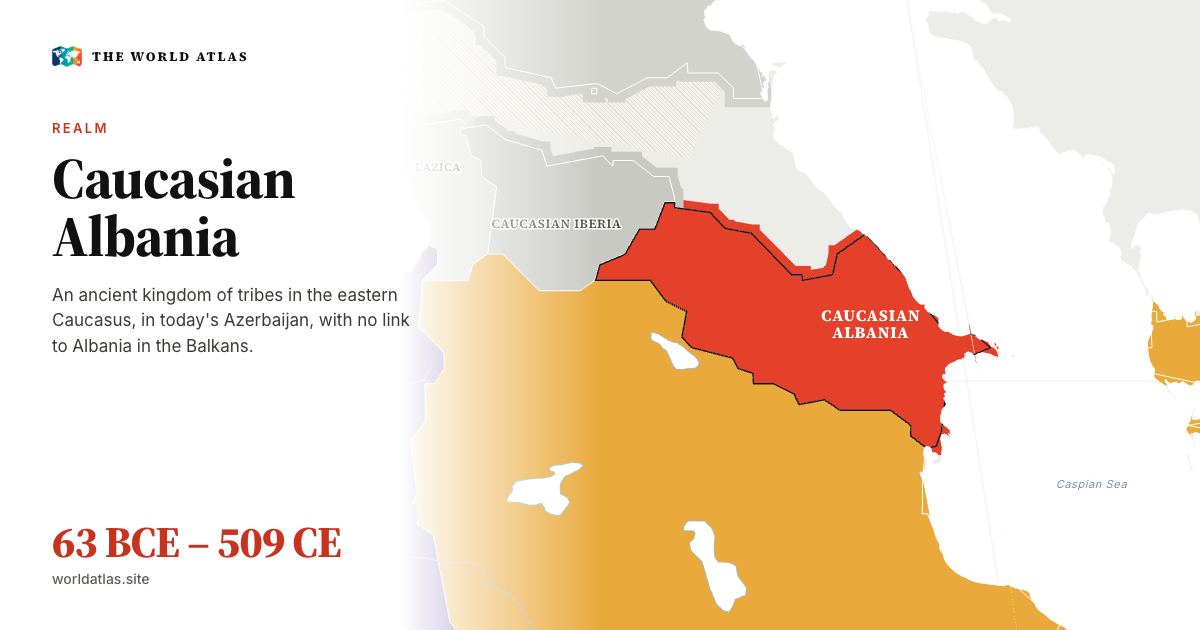 THE WORLD ATLAS
REALM
Caucasian
Albania
An ancient kingdom of tribes in the eastern
Caucasus, in today's Azerbaijan, with no link
to Albania in the Balkans.
63 BCE – 509 CE
worldatlas.site
LAZICA
CAUCASIAN IBERIA
CAUCASIAN
ALBANIA
Caspian Sea